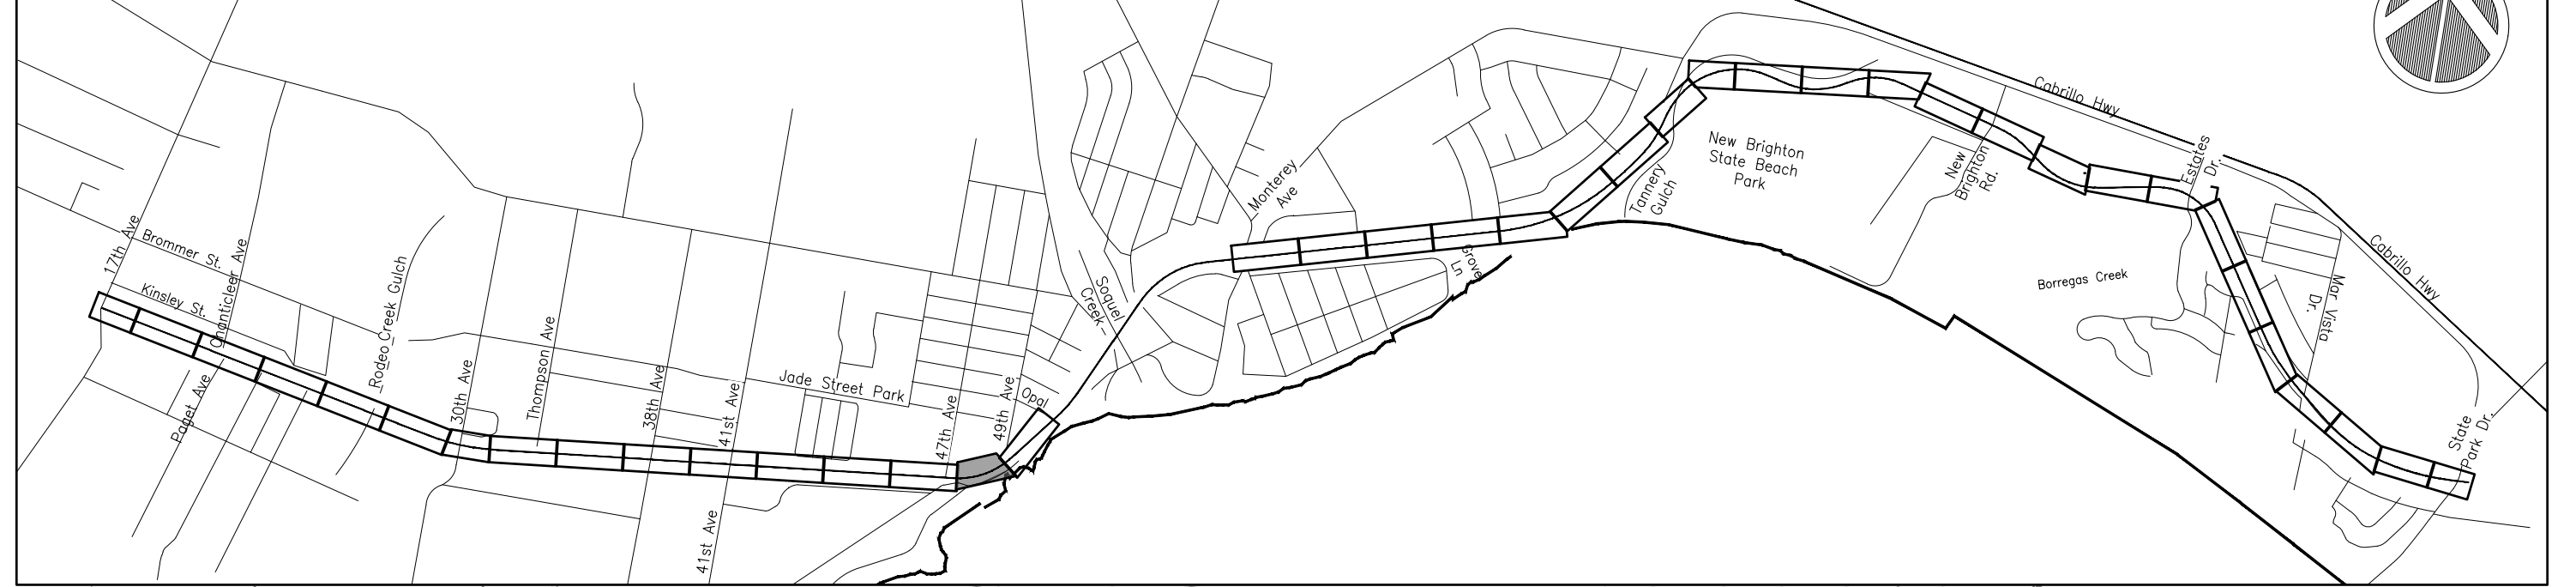 17th Ave
Brommer St.
Kinsley St.
Chanticleer Ave
Paget Ave
Rodeo Creek Gulch
30th Ave
Thompson Ave
38th Ave
41st Ave
41st Ave
Jade Street Park
47th Ave
49th Ave
Opal
Soquel
Creek
Monterey
Ave
Grove
Ln
Tannery
Gulch
New Brighton
State Beach
Park
New
Brighton
Rd.
Cabrillo Hwy
Estates
Dr.
Borregas Creek
Mar Vista
Dr.
Cabrillo Hwy
State
Park Dr.